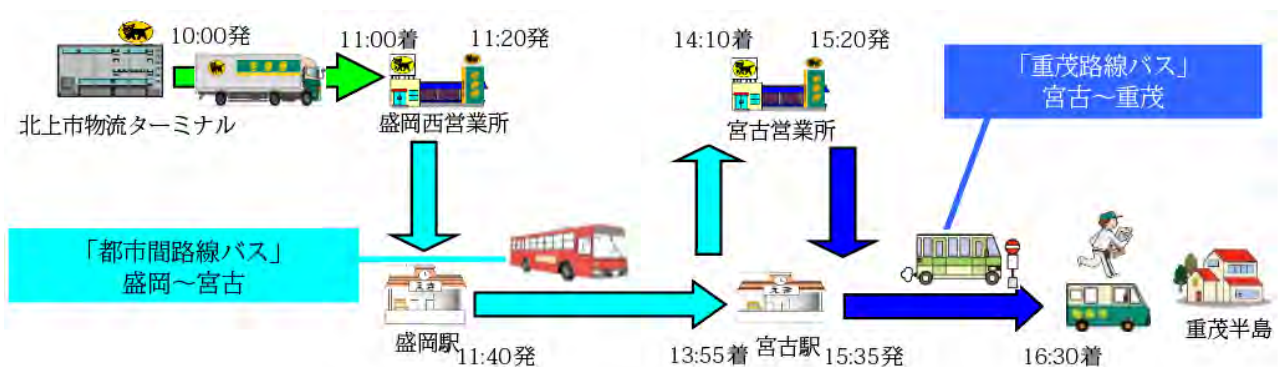 10:00発
11:00着
11:20発
14:10着
15:20発
「重茂路線バス」
宮古～重茂
北上市物流ターミナル
盛岡西営業所
宮古営業所
「都市間路線バス」
盛岡～宮古
盛岡駅
11:40発
13:55着
宮古駅
15:35発
16:30着
重茂半島